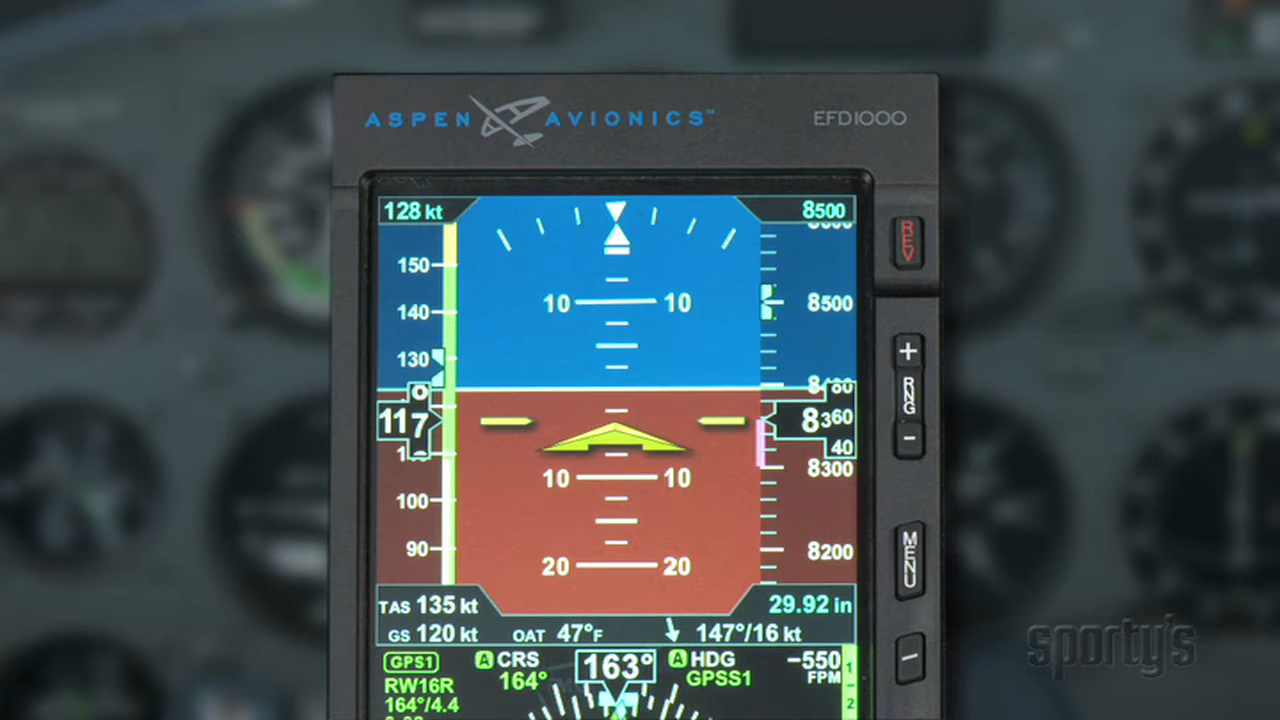 ASPEN AVIONICS™ EFD1000
128 kt 8500
REV
150
140
130
117
100
90
10 10
10 10
20 20
8500
8360
40
8300
8200
+
RNG
-
MENU
TAS 135 kt 29.92 in
GS 120 kt OAT 47°F 147°/16 kt
GPS1 A CRS 163° A HDG -550
164° GPSS1 FPM
RW16R
164°/4.4
1
2
sporty's